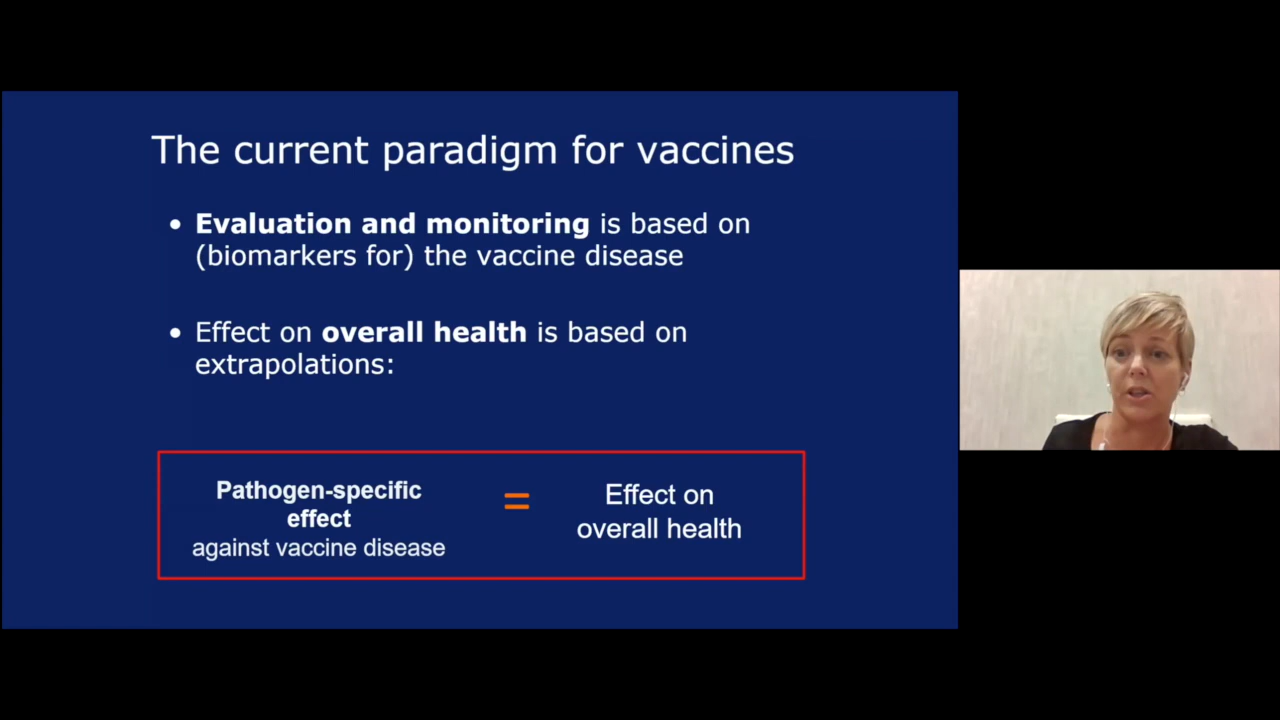 The current paradigm for vaccines
• Evaluation and monitoring is based on
(biomarkers for) the vaccine disease
• Effect on overall health is based on
extrapolations:
Pathogen-specific
effect
against vaccine disease
=
Effect on
overall health